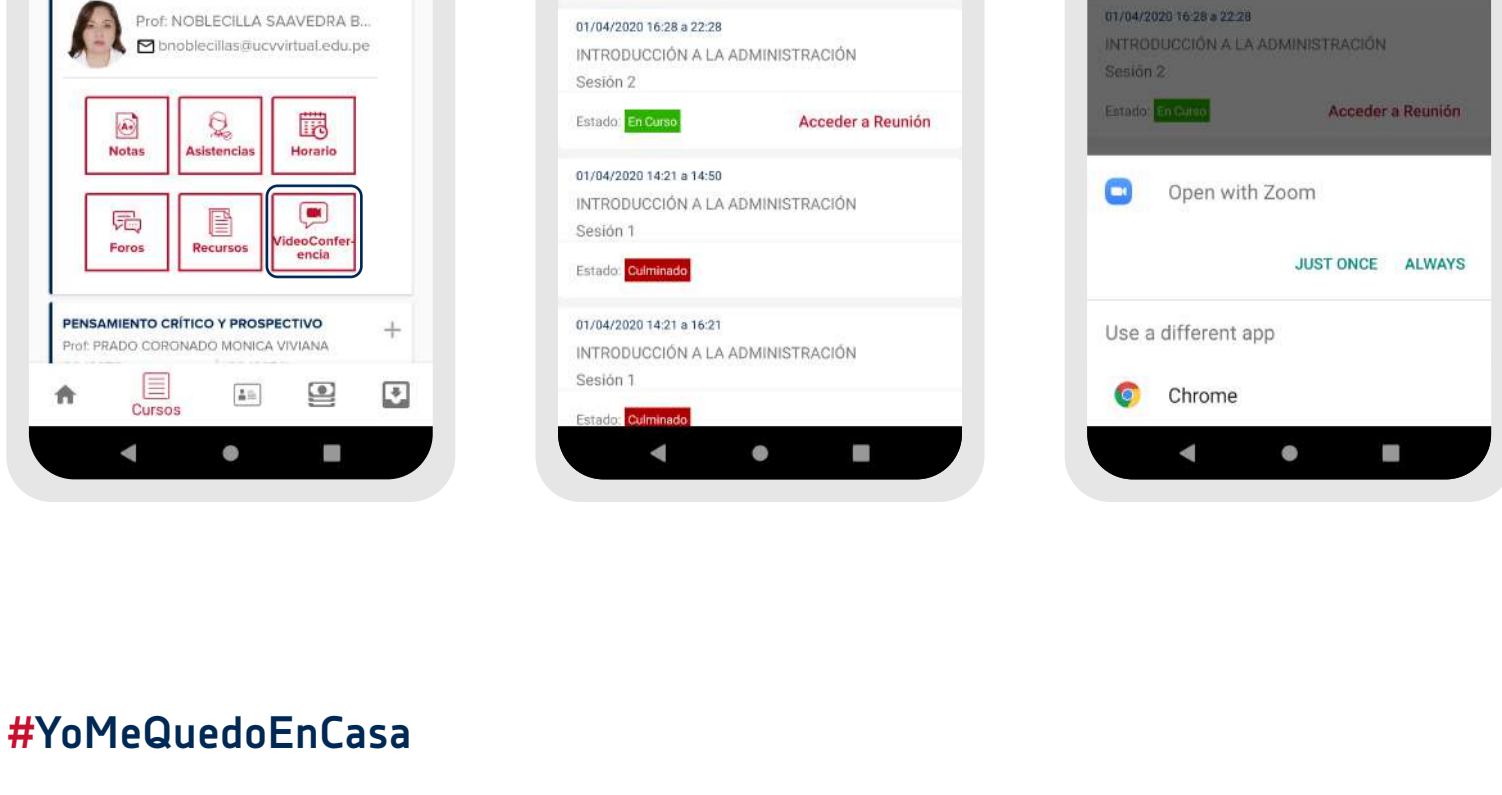 Prof: NOBLECILLA SAAVEDRA B...
bnoblecillas@ucvvirtual.edu.pe
A+
Notas
Asistencias
Horario
Foros
Recursos
VideoConfer-
encia
PENSAMIENTO CRÍTICO Y PROSPECTIVO
Prof: PRADO CORONADO MONICA VIVIANA
Cursos
01/04/2020 16:28 a 22:28
INTRODUCCIÓN A LA ADMINISTRACIÓN
Sesión 2
Estado: En Curso
Acceder a Reunión
01/04/2020 14:21 a 14:50
INTRODUCCIÓN A LA ADMINISTRACIÓN
Sesión 1
Estado: Culminado
01/04/2020 14:21 a 16:21
INTRODUCCIÓN A LA ADMINISTRACIÓN
Sesión 1
Estado: Culminado
01/04/2020 16:28 a 22:28
INTRODUCCIÓN A LA ADMINISTRACIÓN
Sesión 2
Estado: En Curso
Acceder a Reunión
Open with Zoom
JUST ONCE ALWAYS
Use a different app
Chrome
#YoMeQuedoEnCasa